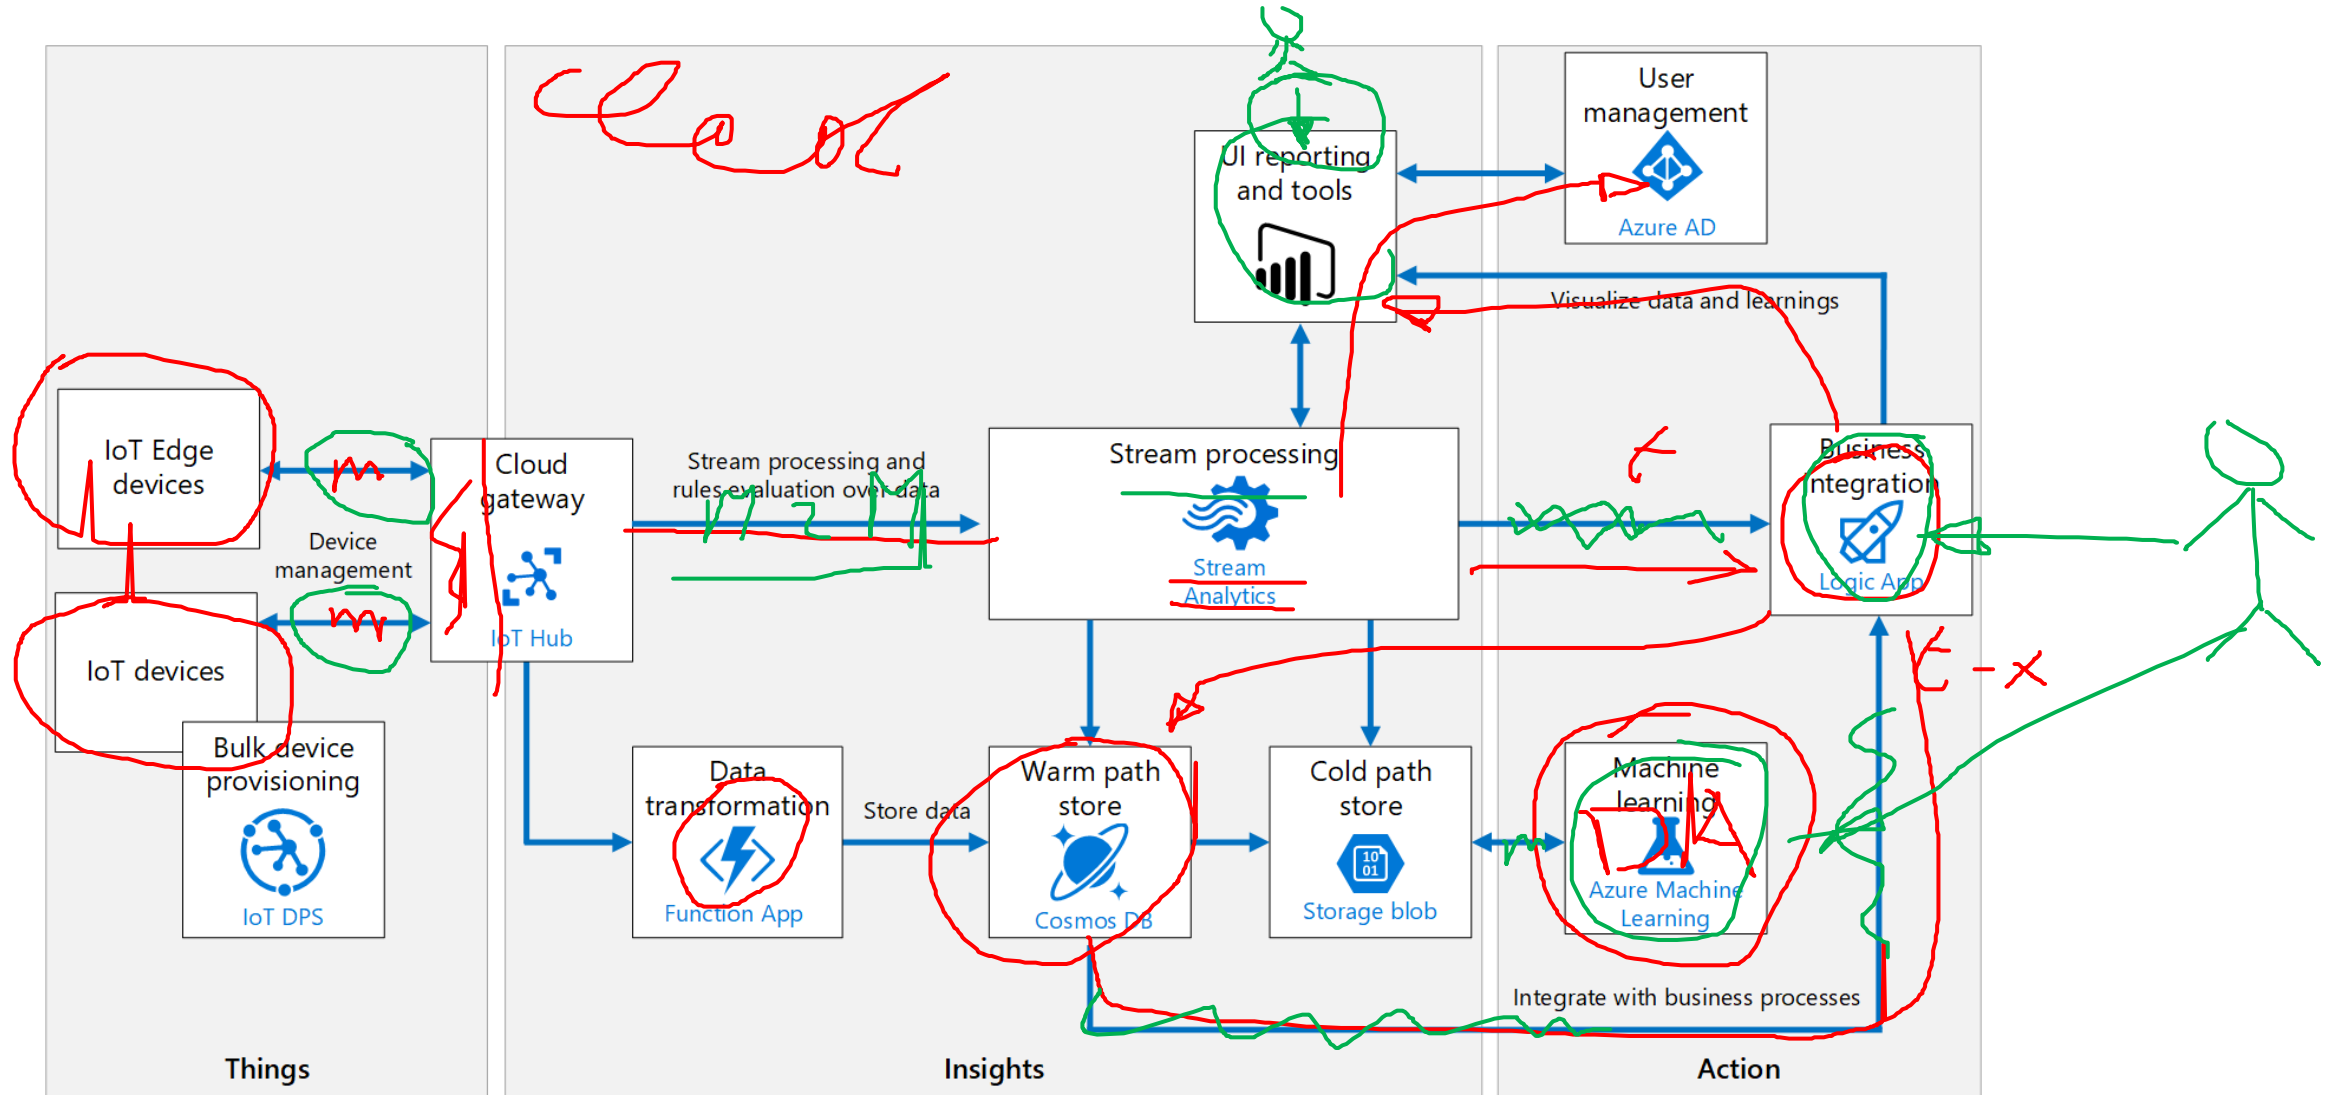 User
management
Azure AD
UI reporting
and tools
Visualize data and learnings
IoT Edge
devices
m
Cloud
gateway
IoT Hub
Stream processing and
rules evaluation over data
Stream processing
Stream
Analytics
t
Business
integration
Logic App
Device
management
m
IoT devices
t - x
Bulk device
provisioning
IoT DPS
Data
transformation
Function App
Store data
Warm path
store
Cosmos DB
Cold path
store
10
01
Storage blob
Machine
learning
Azure Machine
Learning
Integrate with business processes
Things
Insights
Action